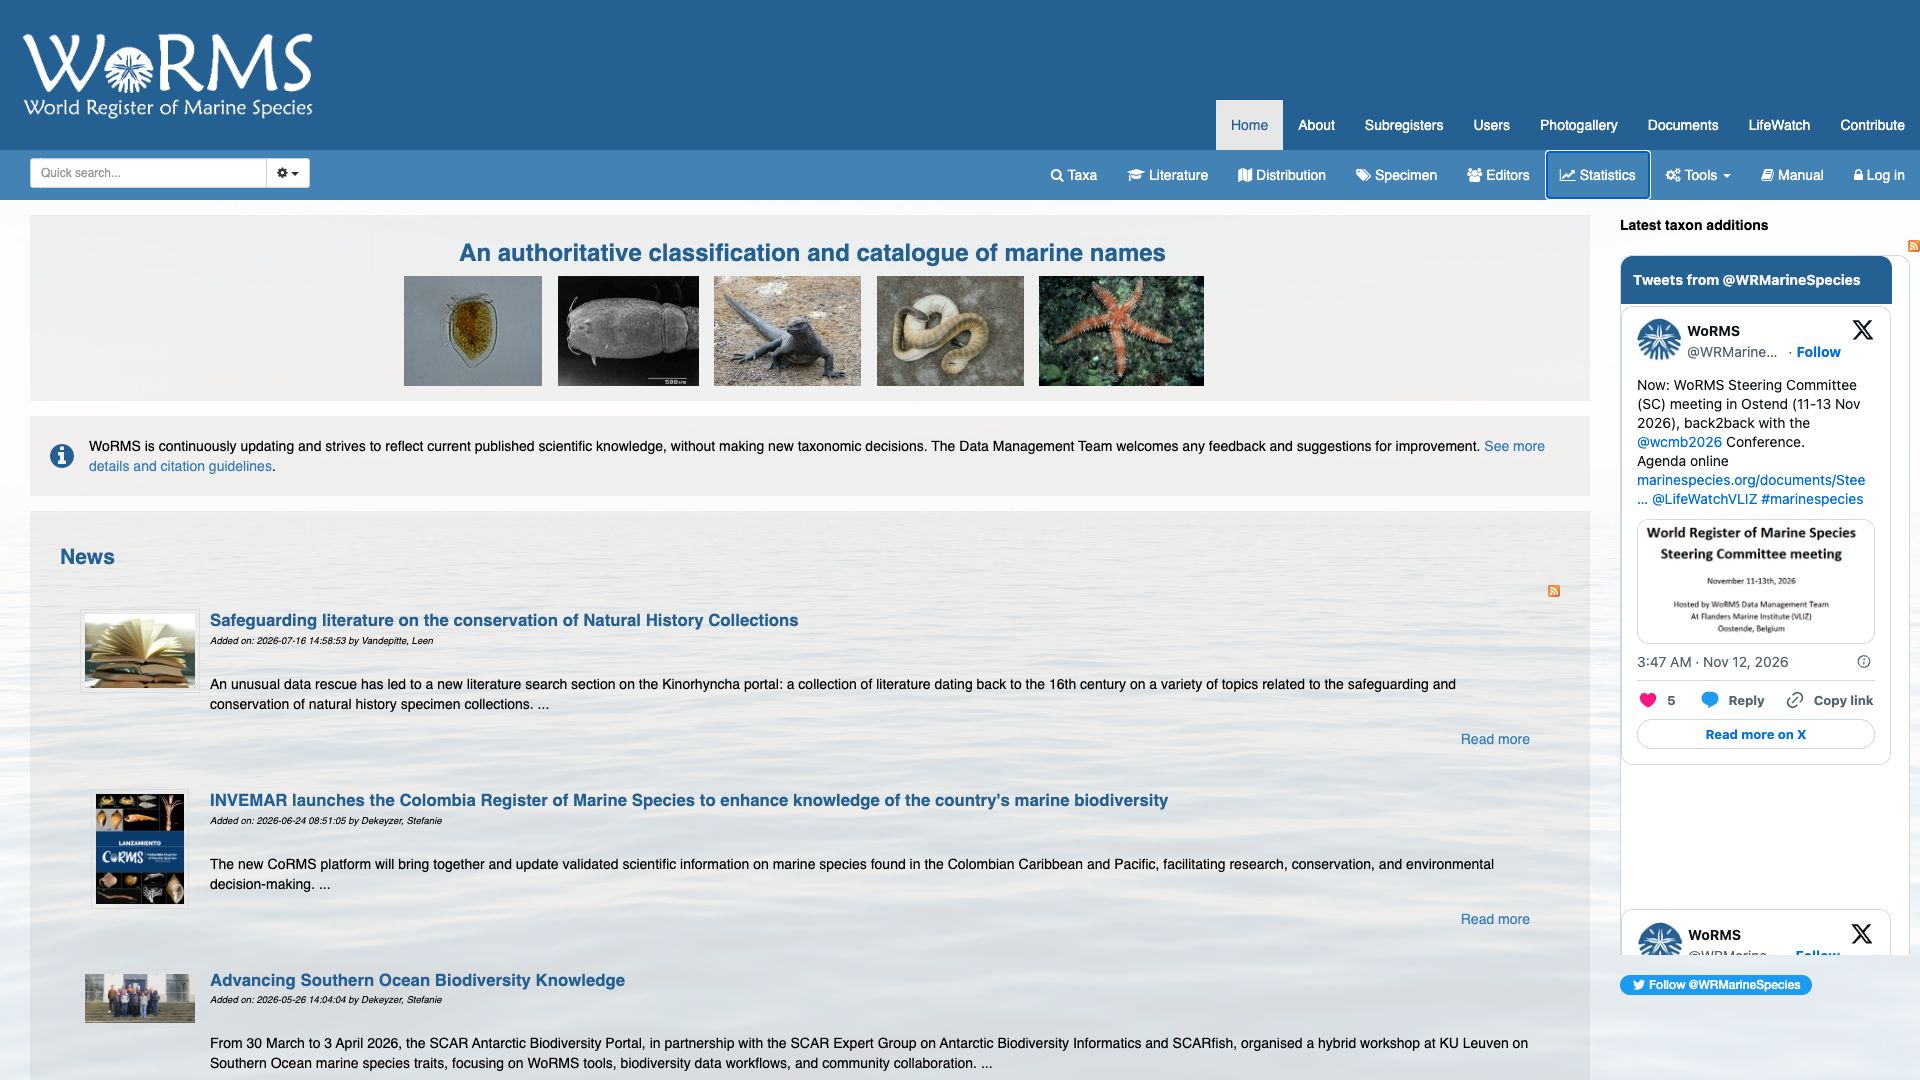 WoRMS
World Register of Marine Species
Home About Subregisters Users Photogallery Documents LifeWatch Contribute
Quick search...
Taxa Literature Distribution Specimen Editors Statistics Tools Manual Log in
An authoritative classification and catalogue of marine names
WoRMS is continuously updating and strives to reflect current published scientific knowledge, without making new taxonomic decisions. The Data Management Team welcomes any feedback and suggestions for improvement. See more
details and citation guidelines.
News
Safeguarding literature on the conservation of Natural History Collections
Added on: 2026-07-16 14:58:53 by Vandepitte, Leen
An unusual data rescue has led to a new literature search section on the Kinorhyncha portal: a collection of literature dating back to the 16th century on a variety of topics related to the safeguarding and
conservation of natural history specimen collections. ...
Read more
LANZAMIENTO
CoRMS
INVEMAR launches the Colombia Register of Marine Species to enhance knowledge of the country's marine biodiversity
Added on: 2026-06-24 08:51:05 by Dekeyzer, Stefanie
The new CoRMS platform will bring together and update validated scientific information on marine species found in the Colombian Caribbean and Pacific, facilitating research, conservation, and environmental
decision-making. ...
Read more
Advancing Southern Ocean Biodiversity Knowledge
Added on: 2026-05-26 14:04:04 by Dekeyzer, Stefanie
From 30 March to 3 April 2026, the SCAR Antarctic Biodiversity Portal, in partnership with the SCAR Expert Group on Antarctic Biodiversity Informatics and SCARfish, organised a hybrid workshop at KU Leuven on
Southern Ocean marine species traits, focusing on WoRMS tools, biodiversity data workflows, and community collaboration. ...
Latest taxon additions
Tweets from @WRMarineSpecies
WoRMS
@WRMarine... · Follow
Now: WoRMS Steering Committee
(SC) meeting in Ostend (11-13 Nov
2026), back2back with the
@wcmb2026 Conference.
Agenda online
marinespecies.org/documents/Stee
... @LifeWatchVLIZ #marinespecies
World Register of Marine Species
Steering Committee meeting
November 11-13th, 2026
Hosted by WoRMS Data Management Team
At Flanders Marine Institute (VLIZ)
Oostende, Belgium
3:47 AM · Nov 12, 2026
5 Reply Copy link
Read more on X
WoRMS
@WRMarine... Follow
Follow @WRMarineSpecies